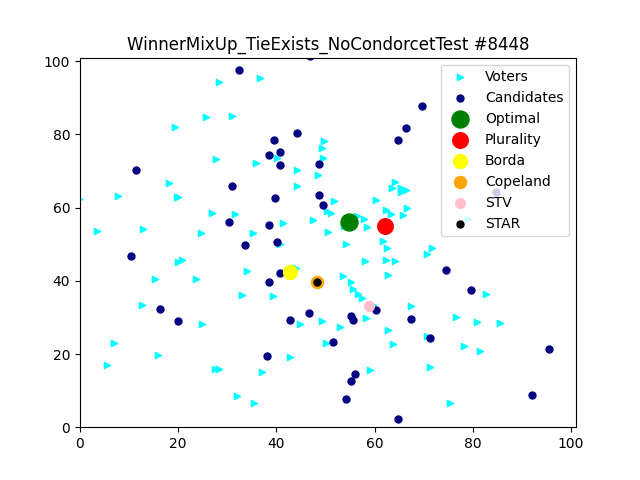 WinnerMixUp_TieExists_NoCondorcetTest #8448
100
80
60
40
20
0
0
20
40
60
80
100
Voters
Candidates
Optimal
Plurality
Borda
Copeland
STV
STAR